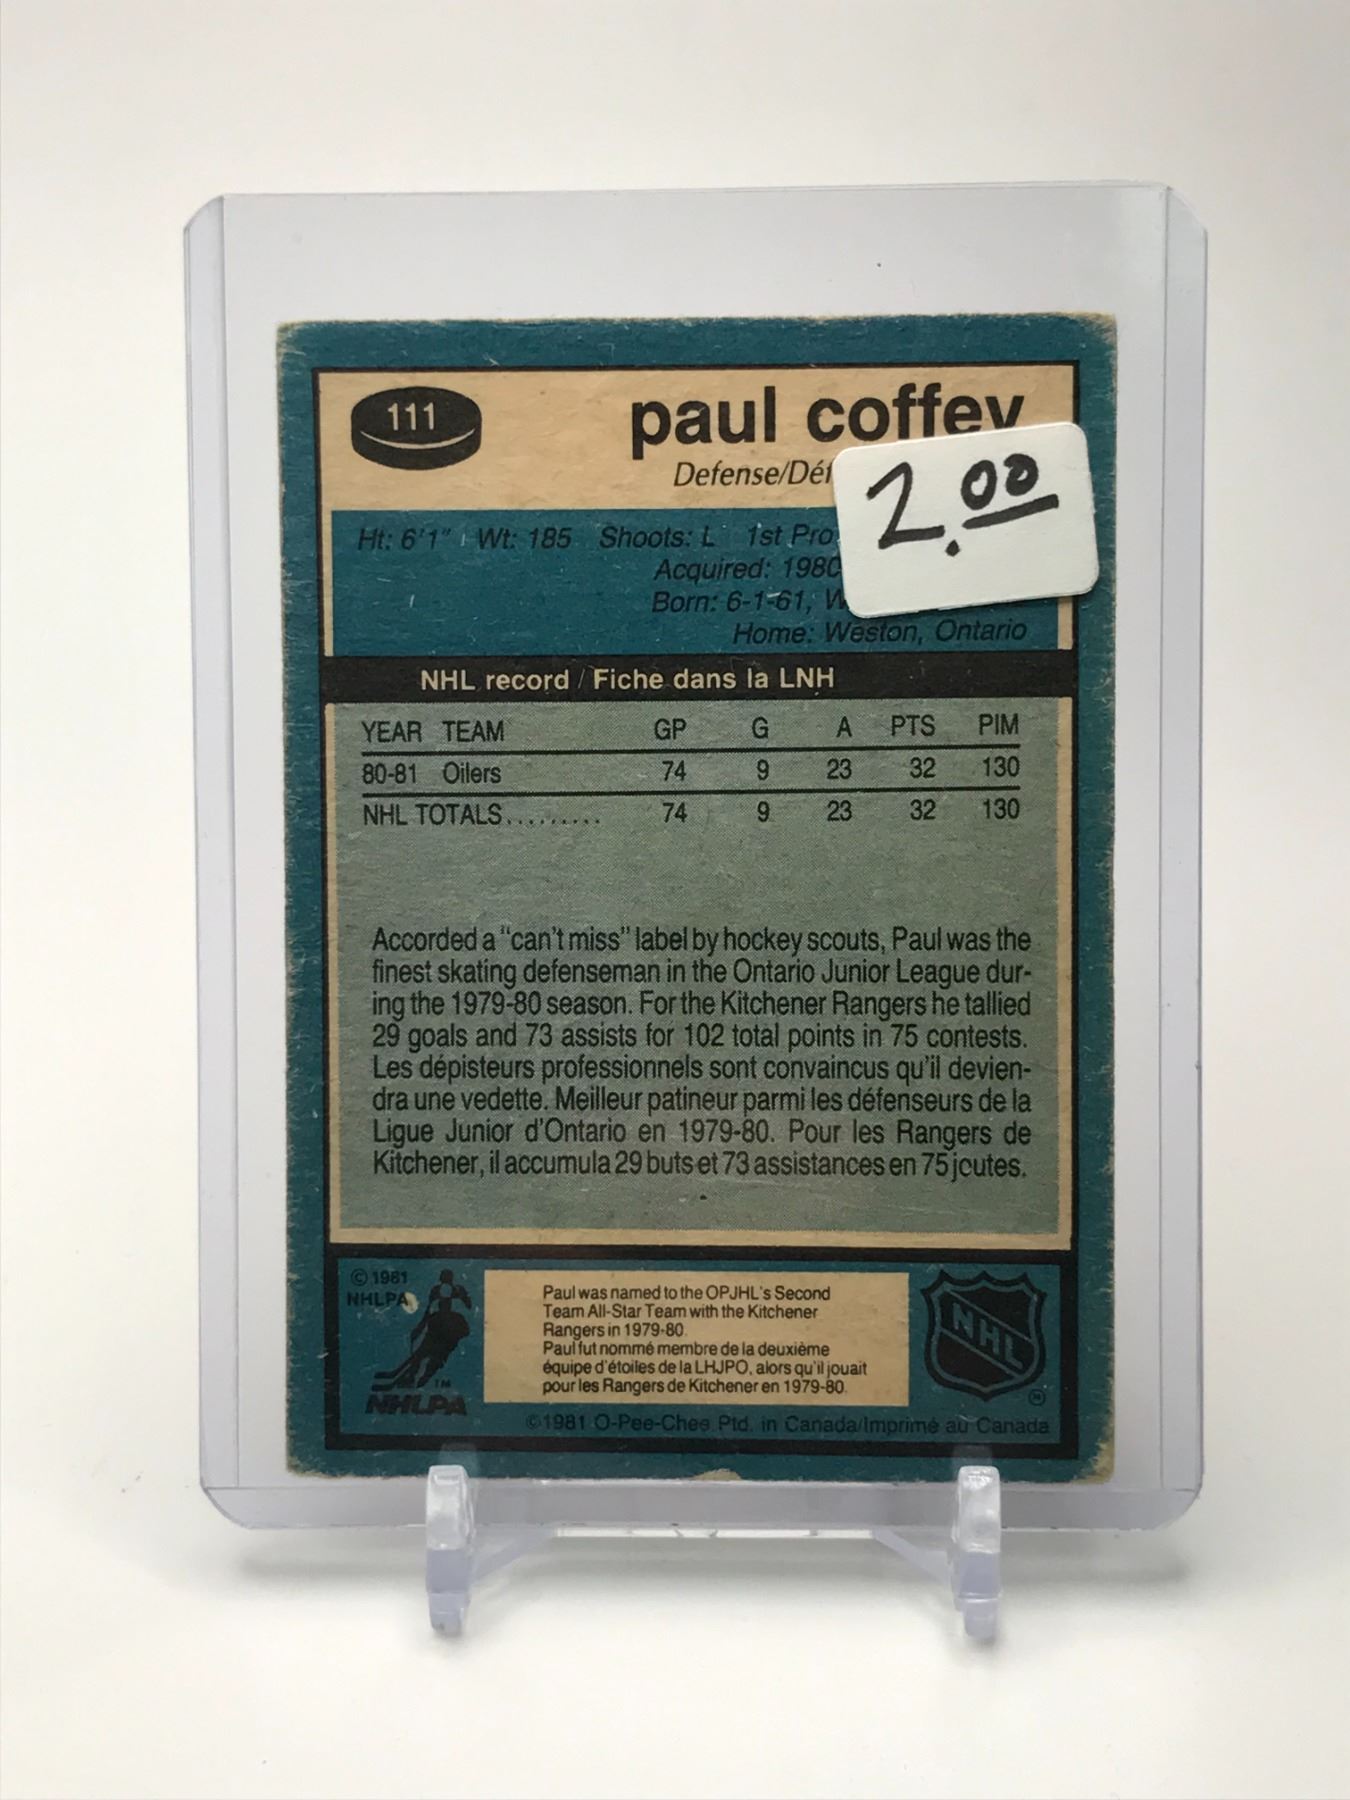 111
paul coffey
Defense/Déf
2.00
Ht: 6'1" Wt: 185 Shoots: L 1st Pro
Acquired: 1980
Born: 6-1-61, W
Home: Weston, Ontario
NHL record / Fiche dans la LNH
YEAR TEAM GP G A PTS PIM
80-81 Oilers 74 9 23 32 130
NHL TOTALS......... 74 9 23 32 130
Accorded a "can't miss" label by hockey scouts, Paul was the
finest skating defenseman in the Ontario Junior League dur-
ing the 1979-80 season. For the Kitchener Rangers he tallied
29 goals and 73 assists for 102 total points in 75 contests.
Les dépisteurs professionnels sont convaincus qu'il devien-
dra une vedette. Meilleur patineur parmi les défenseurs de la
Ligue Junior d'Ontario en 1979-80. Pour les Rangers de
Kitchener, il accumula 29 buts et 73 assistances en 75 joutes.
© 1981
NHLPA
Paul was named to the OPJHL's Second
Team All-Star Team with the Kitchener
Rangers in 1979-80.
Paul fut nommé membre de la deuxième
équipe d'étoiles de la LHJPO, alors qu'il jouait
pour les Rangers de Kitchener en 1979-80.
NHL
TM
NHLPA
©1981 O-Pee-Chee Ptd. in Canada/Imprimé au Canada